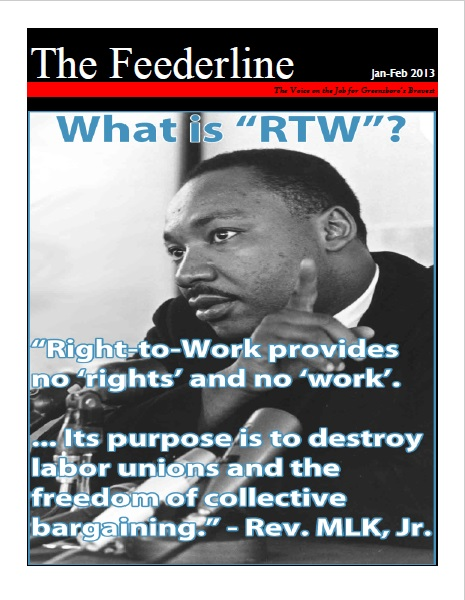 The Feederline
Jan-Feb 2013
The Voice on the Job for Greensboro's Bravest
What is “RTW”?
“Right-to-Work provides
no ‘rights’ and no ‘work’.
... Its purpose is to destroy
labor unions and the
freedom of collective
bargaining.” - Rev. MLK, Jr.